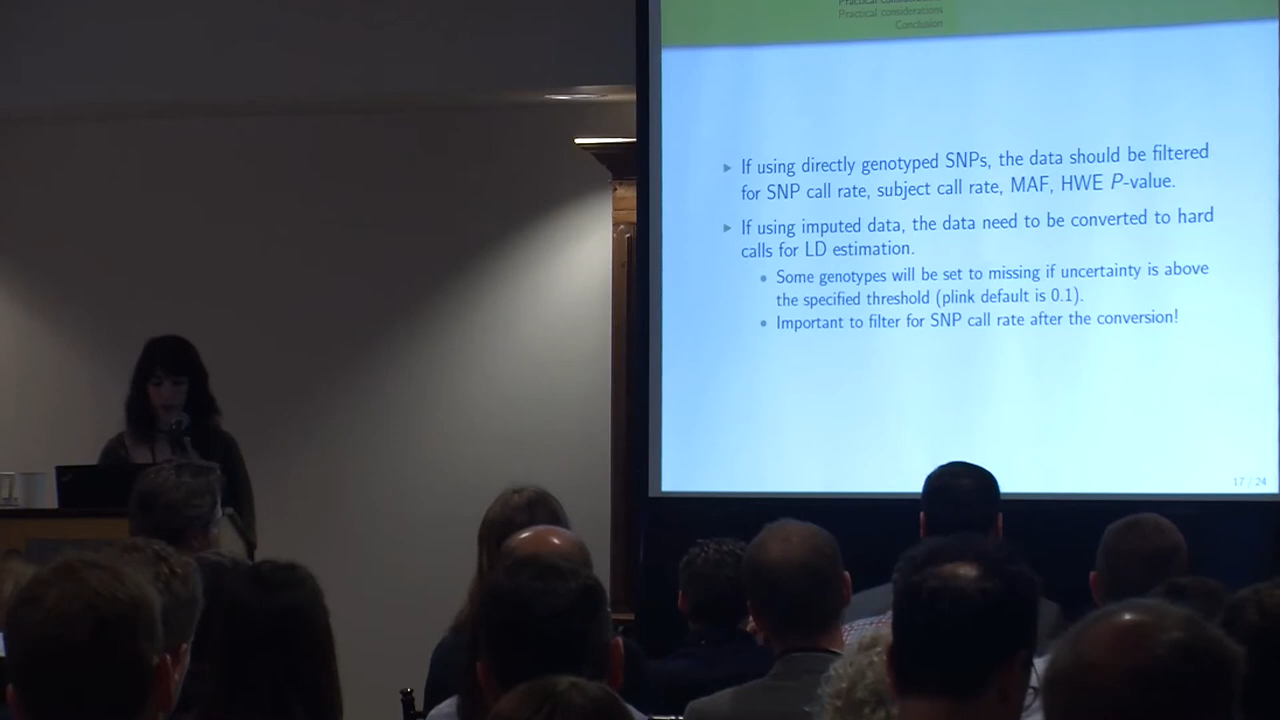 Practical considerations
Practical considerations
Conclusion
▶ If using directly genotyped SNPs, the data should be filtered
for SNP call rate, subject call rate, MAF, HWE P-value.
▶ If using imputed data, the data need to be converted to hard
calls for LD estimation.
• Some genotypes will be set to missing if uncertainty is above
the specified threshold (plink default is 0.1).
• Important to filter for SNP call rate after the conversion!
17 / 24